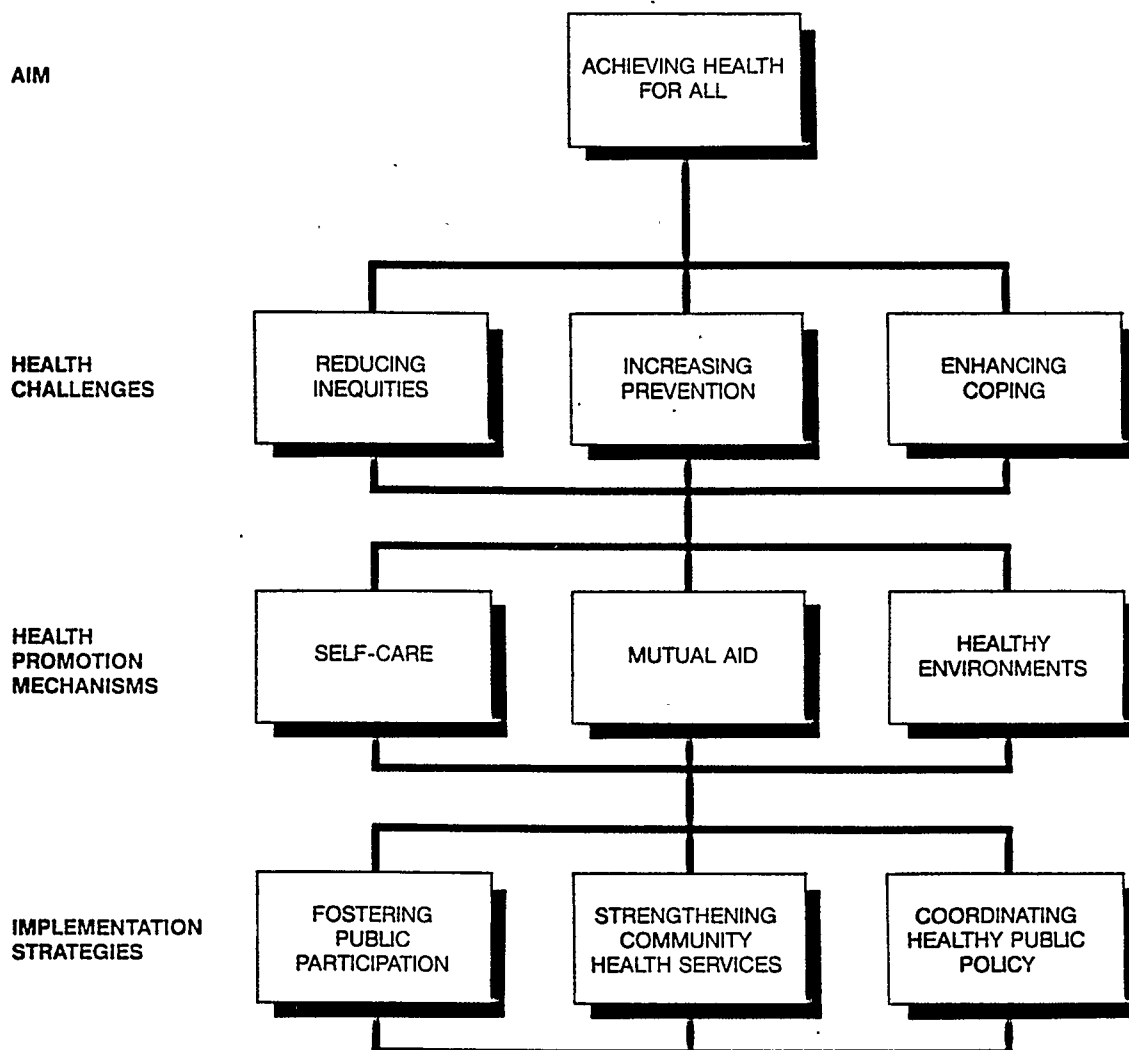 AIM
ACHIEVING HEALTH
FOR ALL
HEALTH
CHALLENGES
REDUCING
INEQUITIES
INCREASING
PREVENTION
ENHANCING
COPING
HEALTH
PROMOTION
MECHANISMS
SELF-CARE
MUTUAL AID
HEALTHY
ENVIRONMENTS
IMPLEMENTATION
STRATEGIES
FOSTERING
PUBLIC
PARTICIPATION
STRENGTHENING
COMMUNITY
HEALTH SERVICES
COORDINATING
HEALTHY PUBLIC
POLICY